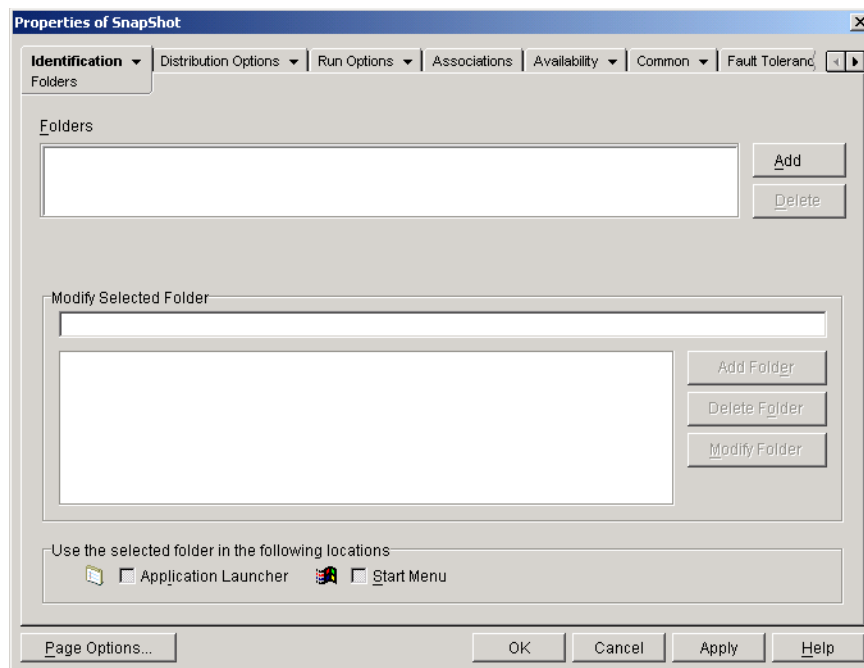 Properties of SnapShot
Identification Distribution Options Run Options Associations Availability Common Fault Toleranc
Folders
Folders
Add
Delete
Modify Selected Folder
Add Folder
Delete Folder
Modify Folder
Use the selected folder in the following locations
Application Launcher Start Menu
Page Options... OK Cancel Apply Help